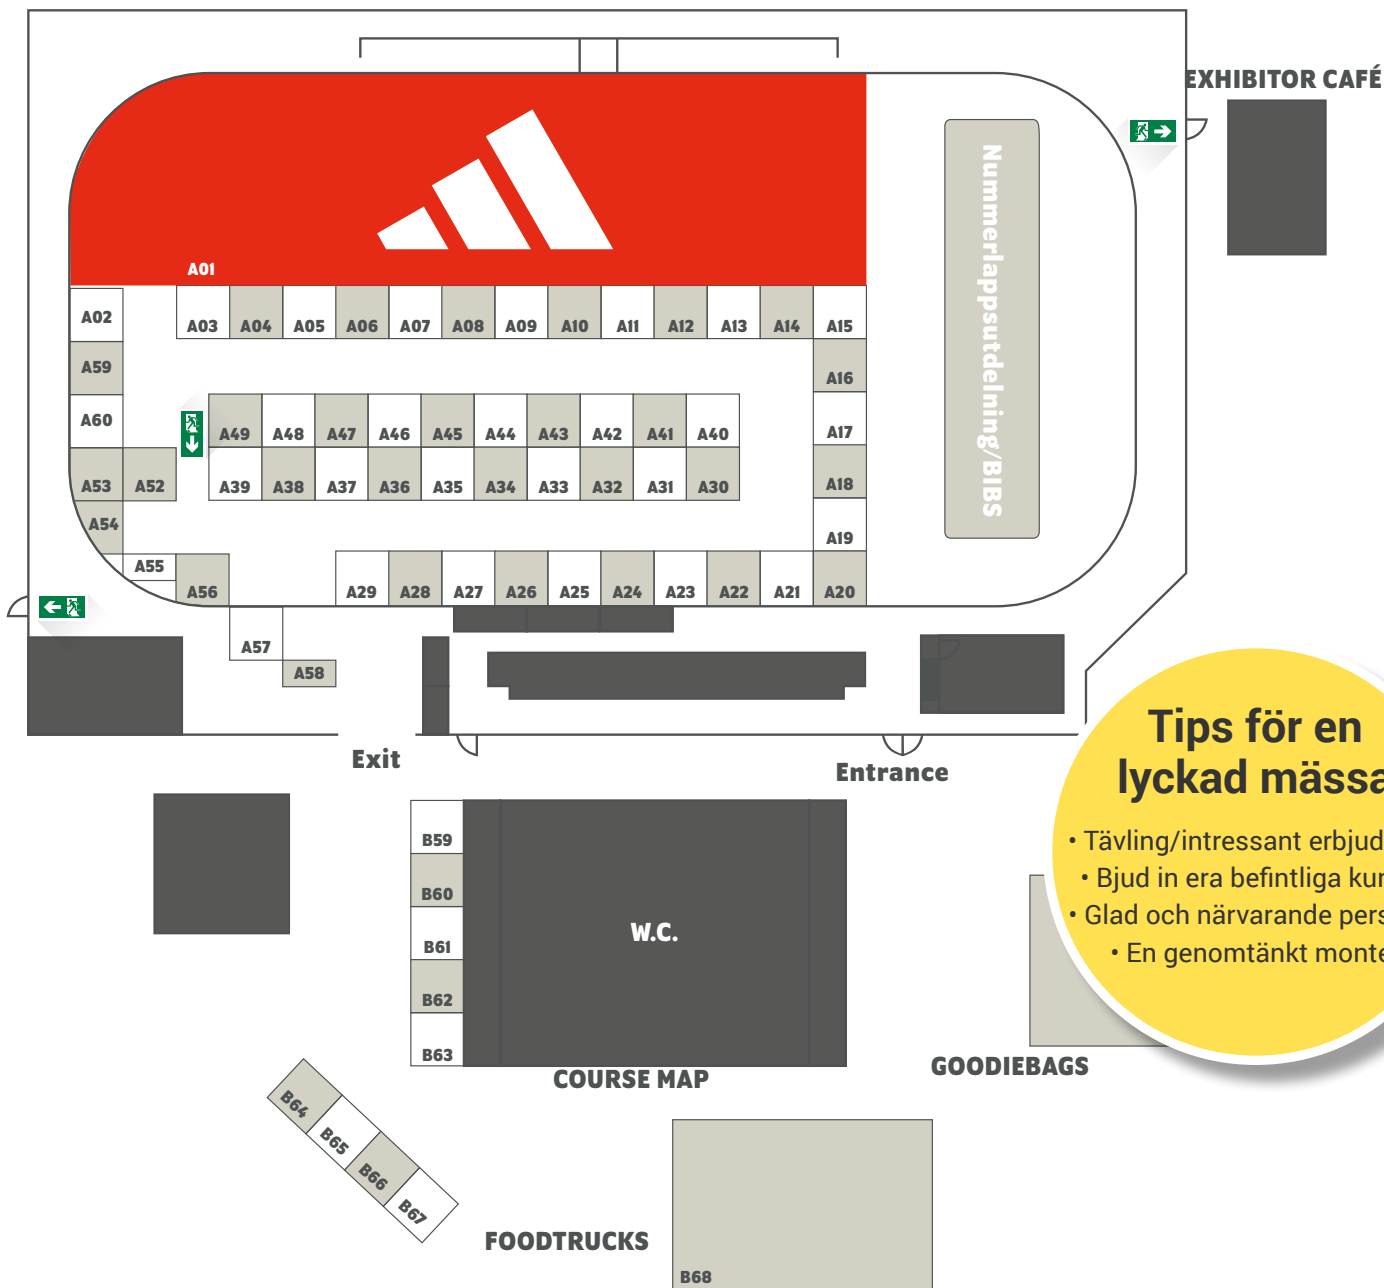 EXHIBITOR CAFÉ
Nummerlappsutdelning/BIBS
A01
A02
A03 A04 A05 A06 A07 A08 A09 A10 A11 A12 A13 A14 A15
A59
A16
A60
A49 A48 A47 A46 A45 A44 A43 A42 A41 A40
A17
A53 A52
A39 A38 A37 A36 A35 A34 A33 A32 A31 A30
A18
A54
A19
A55
A56
A29 A28 A27 A26 A25 A24 A23 A22 A21 A20
A57
A58
Exit
Entrance
Tips för en
lyckad mässa
• Tävling/intressant erbjud
• Bjud in era befintliga kun
• Glad och närvarande pers
• En genomtänkt monte
B59
B60
B61
W.C.
B62
B63
COURSE MAP
GOODIEBAGS
B64
B65
B66
B67
FOODTRUCKS
B68